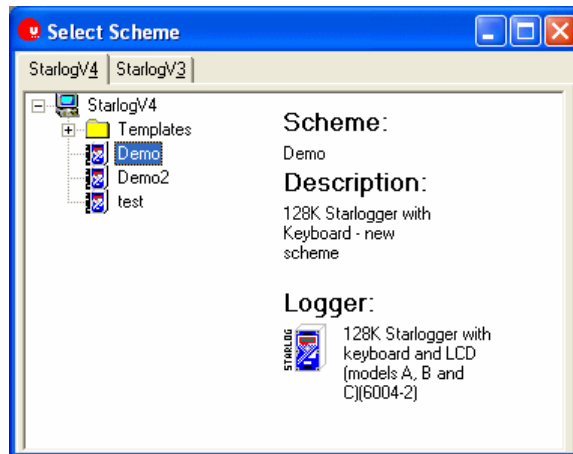 Select Scheme
StarlogV4 StarlogV3
StarlogV4
Templates
Demo
Demo2
test
Scheme:
Demo
Description:
128K Starlogger with
Keyboard - new
scheme
Logger:
STARLOG
128K Starlogger with
keyboard and LCD
(models A, B and
C)(6004-2)